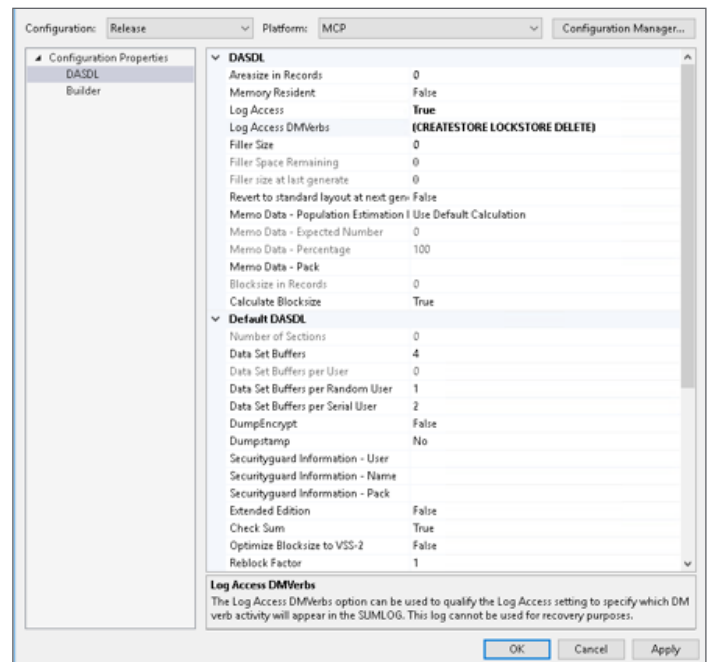 Configuration: Release Platform: MCP Configuration Manager...
Configuration Properties
DASDL
Builder
DASDL
Areasize in Records 0
Memory Resident False
Log Access True
Log Access DMVerbs (CREATESTORE LOCKSTORE DELETE)
Filler Size 0
Filler Space Remaining 0
Filler size at last generate 0
Revert to standard layout at next gen False
Memo Data - Population Estimation Use Default Calculation
Memo Data - Expected Number 0
Memo Data - Percentage 100
Memo Data - Pack
Blocksize in Records 0
Calculate Blocksize True
Default DASDL
Number of Sections 0
Data Set Buffers 4
Data Set Buffers per User 0
Data Set Buffers per Random User 1
Data Set Buffers per Serial User 2
DumpEncrypt False
Dumpstamp No
Securityguard Information - User
Securityguard Information - Name
Securityguard Information - Pack
Extended Edition False
Check Sum True
Optimize Blocksize to VSS-2 False
Reblock Factor 1
Log Access DMVerbs
The Log Access DMVerbs option can be used to qualify the Log Access setting to specify which DM
verb activity will appear in the SUMLOG. This log cannot be used for recovery purposes.
OK Cancel Apply